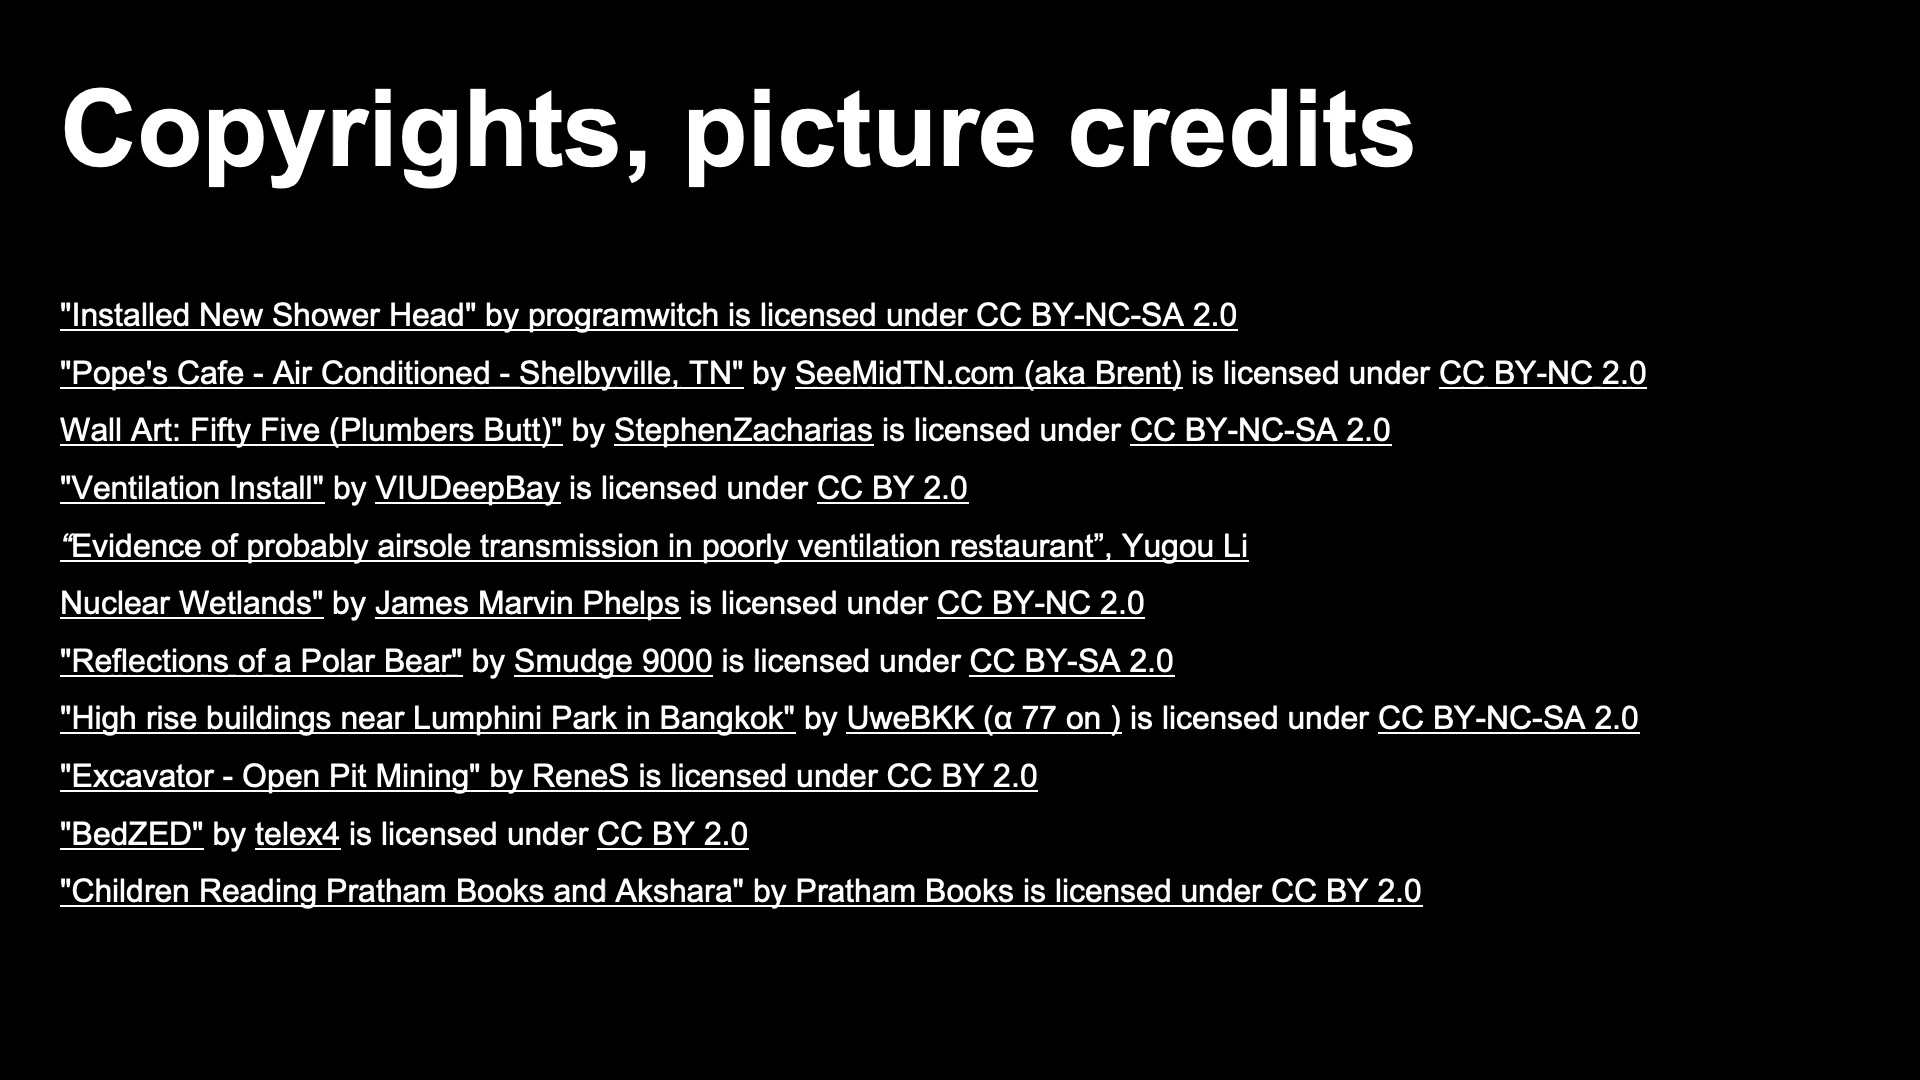 Copyrights, picture credits
"Installed New Shower Head" by programwitch is licensed under CC BY-NC-SA 2.0
"Pope's Cafe - Air Conditioned - Shelbyville, TN" by SeeMidTN.com (aka Brent) is licensed under CC BY-NC 2.0
Wall Art: Fifty Five (Plumbers Butt)" by StephenZacharias is licensed under CC BY-NC-SA 2.0
"Ventilation Install" by VIUDeepBay is licensed under CC BY 2.0
“Evidence of probably airsole transmission in poorly ventilation restaurant”, Yugou Li
Nuclear Wetlands" by James Marvin Phelps is licensed under CC BY-NC 2.0
"Reflections of a Polar Bear" by Smudge 9000 is licensed under CC BY-SA 2.0
"High rise buildings near Lumphini Park in Bangkok" by UweBKK (α 77 on ) is licensed under CC BY-NC-SA 2.0
"Excavator - Open Pit Mining" by ReneS is licensed under CC BY 2.0
"BedZED" by telex4 is licensed under CC BY 2.0
"Children Reading Pratham Books and Akshara" by Pratham Books is licensed under CC BY 2.0